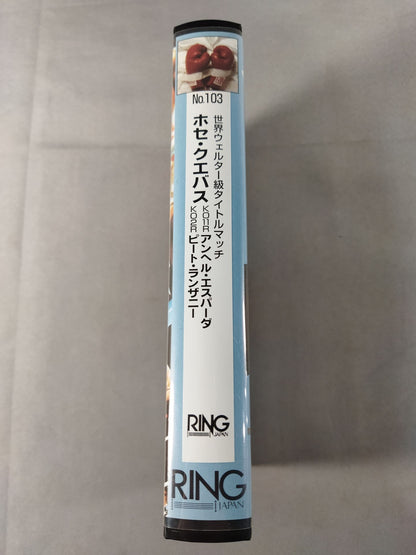 No.103
世界ウェルター級タイトルマッチ
ホセ・クエバス
KO11R アンヘル・エスパーダ
KO2R ピート・ランザニー
RING
JAPAN
RING
JAPAN